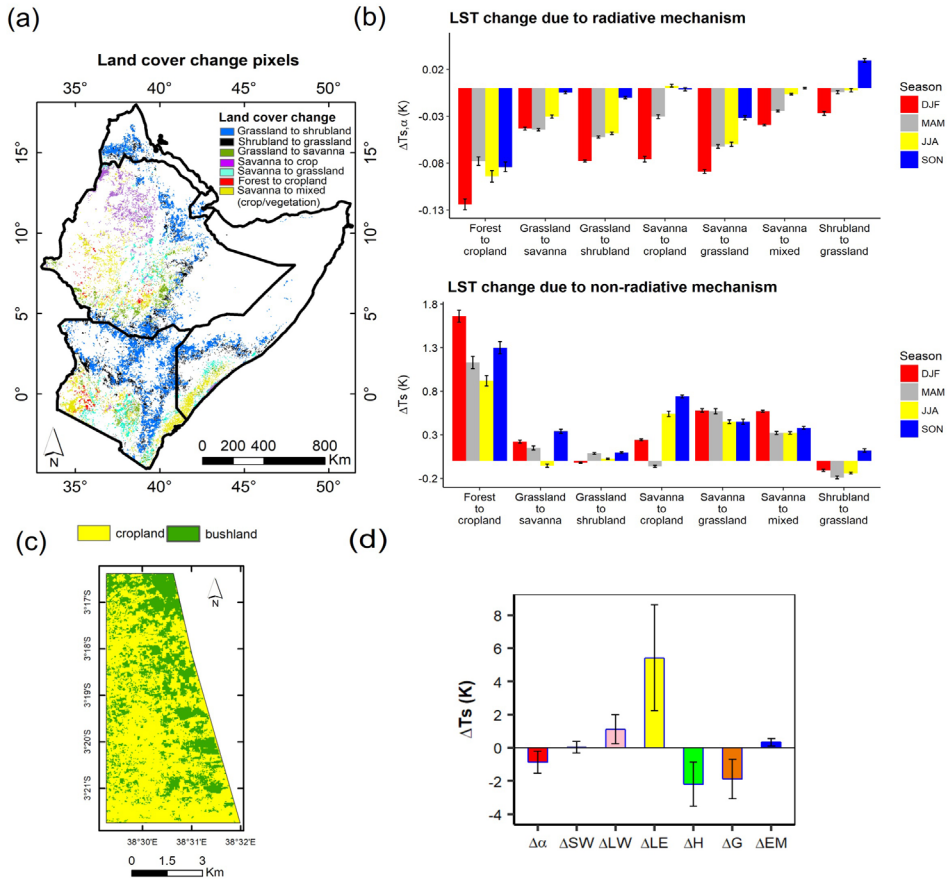 (a)
Land cover change pixels
35° 40° 45° 50°
Land cover change
Grassland to shrubland
Shrubland to grassland
Grassland to savanna
Savanna to crop
Savanna to grassland
Forest to cropland
Savanna to mixed
(crop/vegetation)
15°
10°
5°
0°
N
0 200 400 800
Km
35° 40° 45° 50°
(b)
LST change due to radiative mechanism
ΔTs,α (K)
0.02
-0.03
-0.08
-0.13
Season
DJF
MAM
JJA
SON
Forest to cropland
Grassland to savanna
Grassland to shrubland
Savanna to cropland
Savanna to grassland
Savanna to mixed
Shrubland to grassland
LST change due to non-radiative mechanism
ΔTs (K)
1.8
1.3
0.8
0.3
-0.2
Season
DJF
MAM
JJA
SON
Forest to cropland
Grassland to savanna
Grassland to shrubland
Savanna to cropland
Savanna to grassland
Savanna to mixed
Shrubland to grassland
(c)
cropland bushland
N
3°17'S
3°18'S
3°19'S
3°20'S
3°21'S
38°30'E 38°31'E 38°32'E
0 1.5 3
Km
(d)
ΔTs (K)
8
6
4
2
0
-2
-4
Δα ΔSW ΔLW ΔLE ΔH ΔG ΔEM